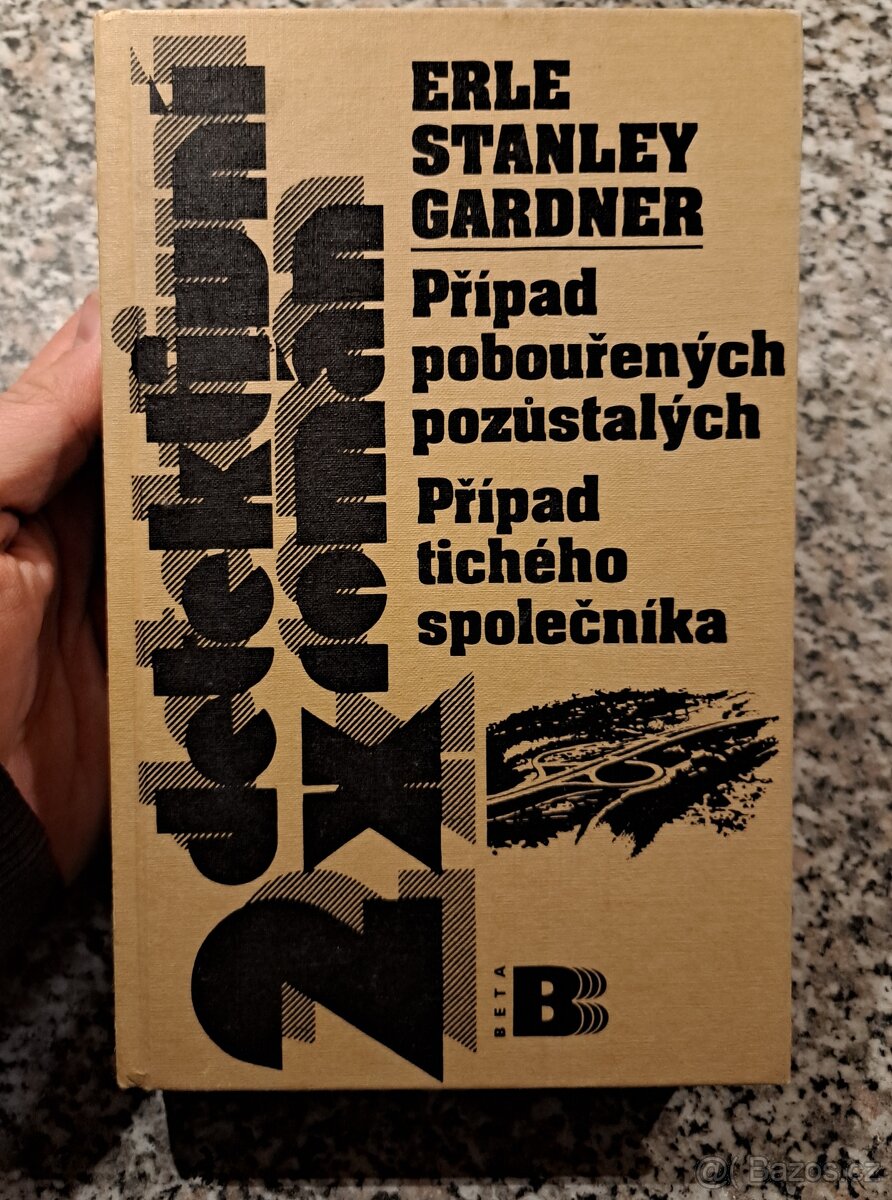 ERLE
STANLEY
GARDNER
Případ
pobouřených
pozůstalých
Případ
tichého
společníka
2x detektivní
román
BETA
B
@( Bazos.cz